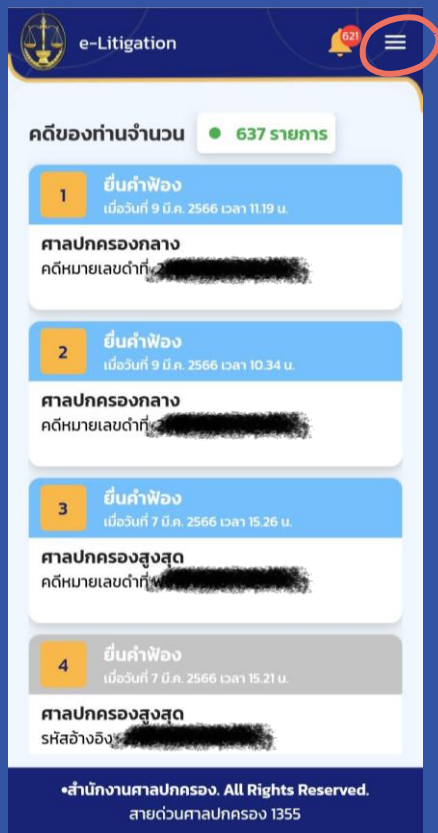 e-Litigation
621
คดีของท่านจำนวน 637 รายการ
1
ยื่นคำฟ้อง
เมื่อวันที่ 9 มี.ค. 2566 เวลา 11.19 น.
ศาลปกครองกลาง
คดีหมายเลขดำที่
2
ยื่นคำฟ้อง
เมื่อวันที่ 9 มี.ค. 2566 เวลา 10.34 น.
ศาลปกครองกลาง
คดีหมายเลขดำที่
3
ยื่นคำฟ้อง
เมื่อวันที่ 7 มี.ค. 2566 เวลา 15.26 น.
ศาลปกครองสูงสุด
คดีหมายเลขดำที่
4
ยื่นคำฟ้อง
เมื่อวันที่ 7 มี.ค. 2566 เวลา 15.21 น.
ศาลปกครองสูงสุด
รหัสอ้างอิง
•สำนักงานศาลปกครอง. All Rights Reserved.
สายด่วนศาลปกครอง 1355